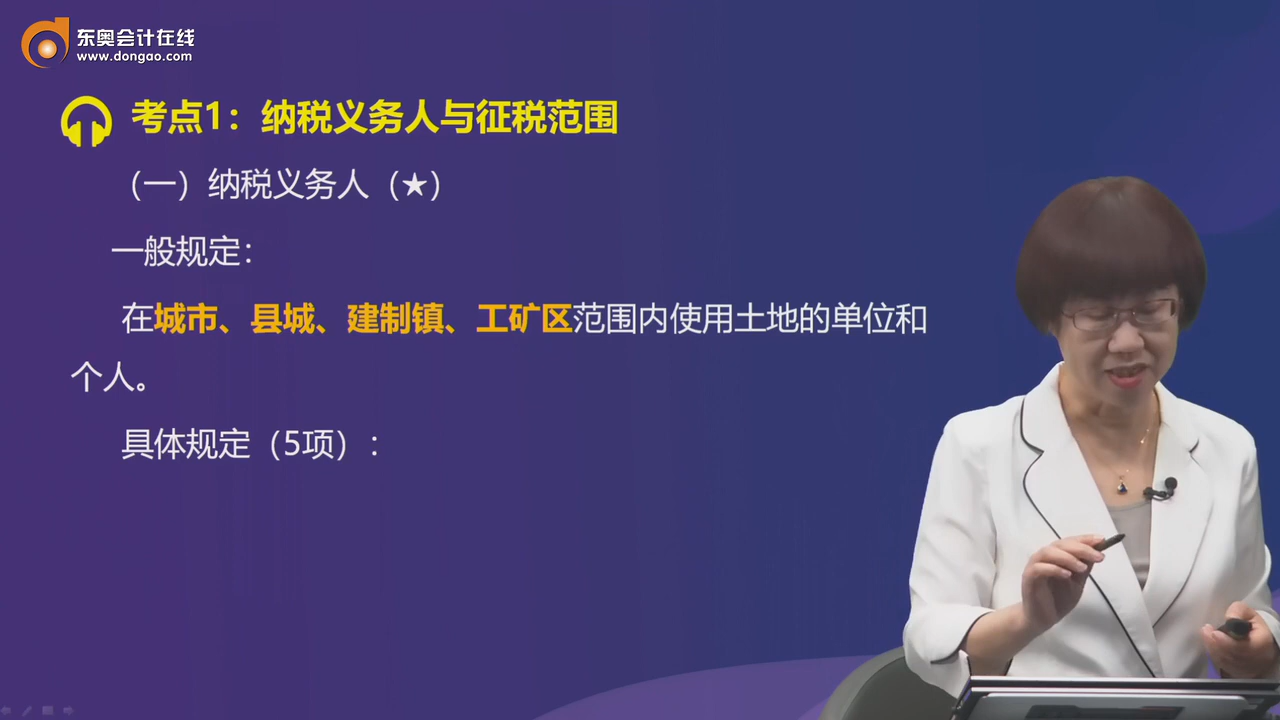 东奥会计在线
www.dongao.com
考点1：纳税义务人与征税范围
（一）纳税义务人（★）
一般规定：
在城市、县城、建制镇、工矿区范围内使用土地的单位和
个人。
具体规定（5项）：